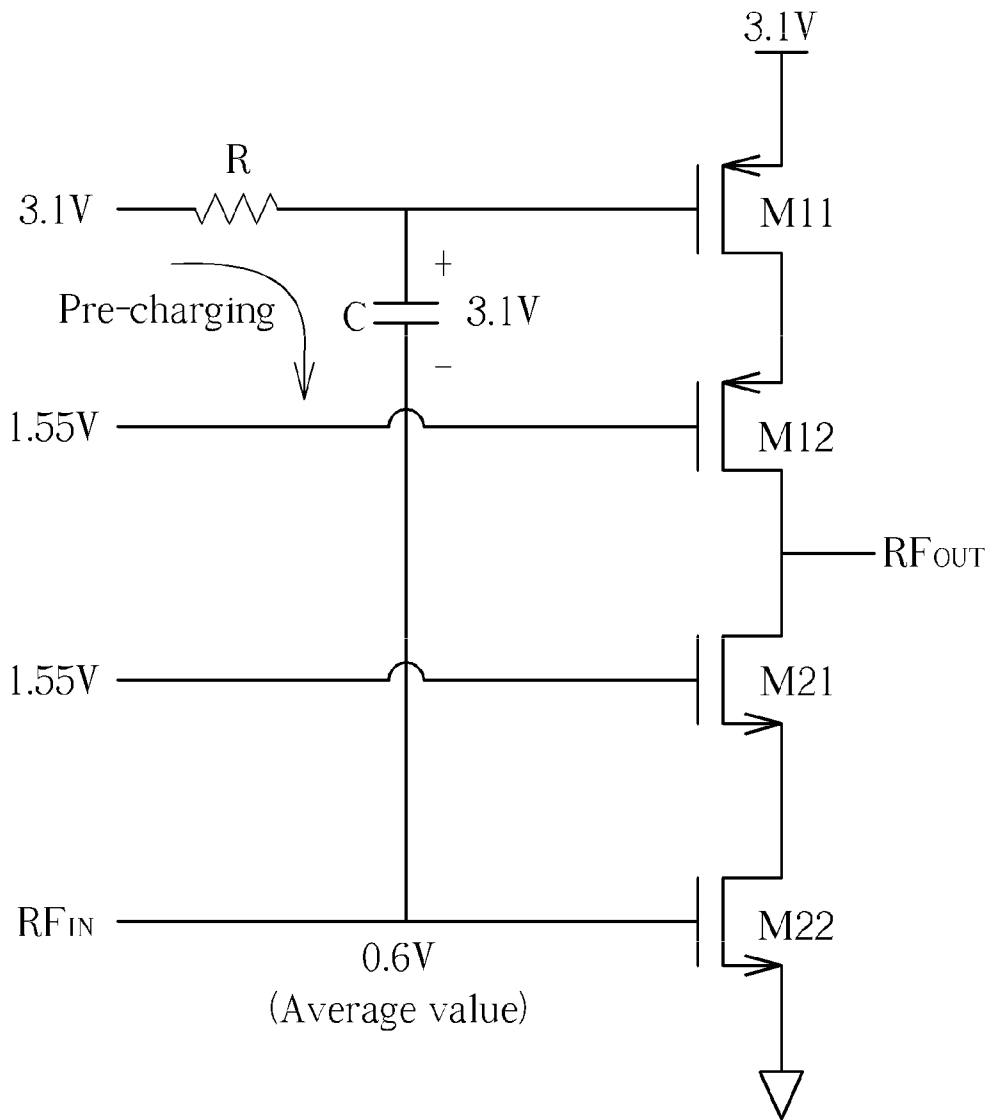 3.1V
R
3.1V
M11
+
Pre-charging
C
3.1V
-
1.55V
M12
RFOUT
1.55V
M21
RFIN
M22
0.6V
(Average value)